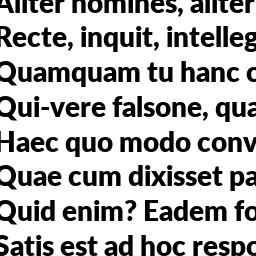 Aliter homines, aliter
Recte, inquit, intelleg
Quamquam tu hanc
Qui-vere falsone, qua
Haec quo modo conv
Quae cum dixisset pa
Quid enim? Eadem fo
Satis est ad hoc respo